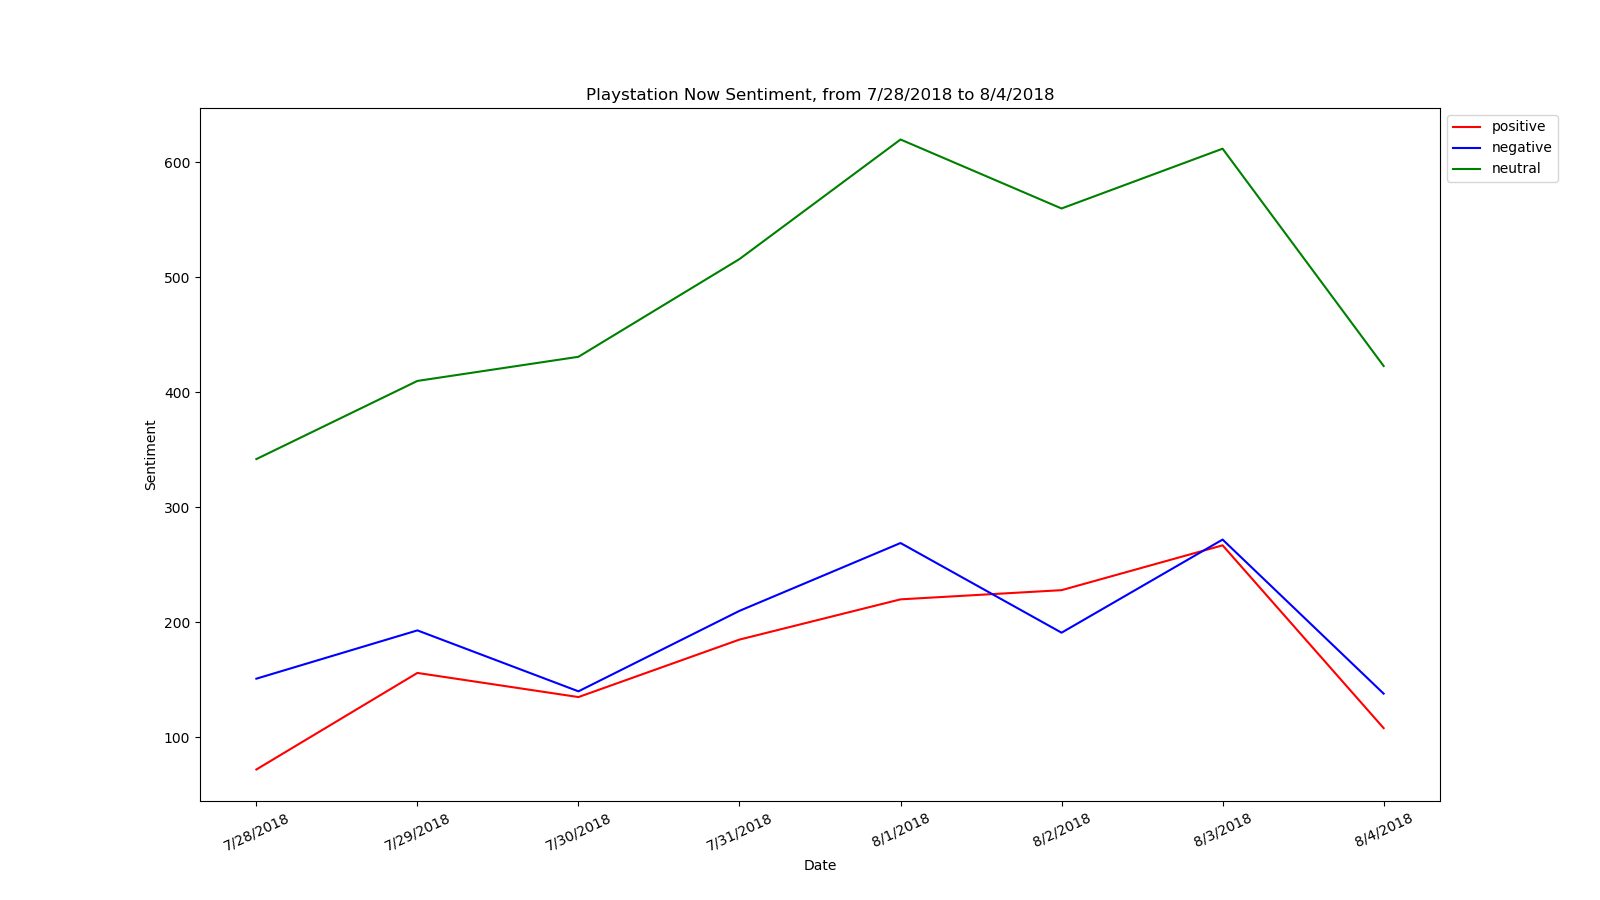 Playstation Now Sentiment, from 7/28/2018 to 8/4/2018
positive
negative
neutral
600
500
400
300
200
100
Sentiment
7/28/2018
7/29/2018
7/30/2018
7/31/2018
8/1/2018
8/2/2018
8/3/2018
8/4/2018
Date